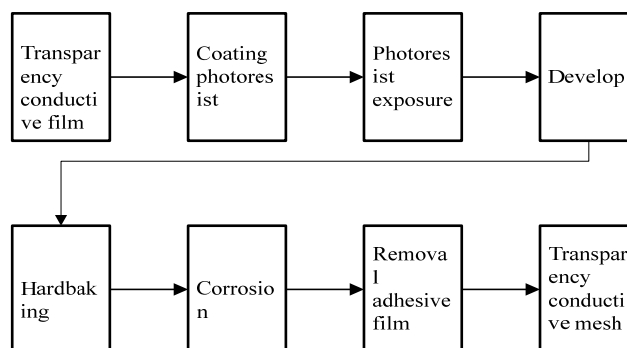 Transpar
ency
conducti
ve film
Coating
photores
ist
Photores
ist
exposure
Develop
Hardbak
ing
Corrosio
n
Remova
l
adhesive
film
Transpar
ency
conducti
ve mesh